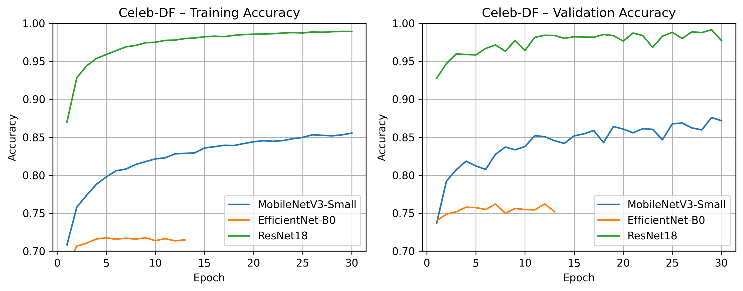 Celeb-DF – Training Accuracy
1.00
0.95
0.90
0.85
0.80
0.75
0.70
Accuracy
0 5 10 15 20 25 30
Epoch
MobileNetV3-Small
EfficientNet-B0
ResNet18
Celeb-DF – Validation Accuracy
1.00
0.95
0.90
0.85
0.80
0.75
0.70
Accuracy
0 5 10 15 20 25 30
Epoch
MobileNetV3-Small
EfficientNet-B0
ResNet18